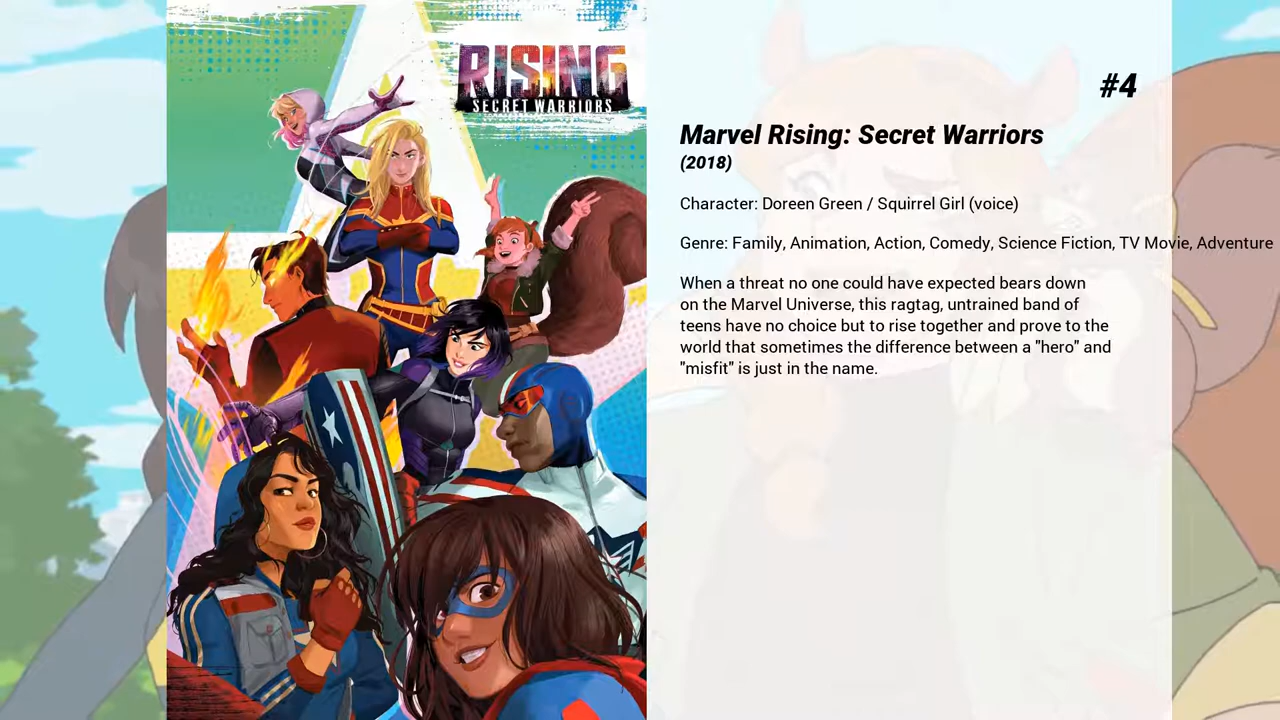 RISING
SECRET WARRIORS
#4
Marvel Rising: Secret Warriors
(2018)
Character: Doreen Green / Squirrel Girl (voice)
Genre: Family, Animation, Action, Comedy, Science Fiction, TV Movie, Adventure
When a threat no one could have expected bears down
on the Marvel Universe, this ragtag, untrained band of
teens have no choice but to rise together and prove to the
world that sometimes the difference between a "hero" and
"misfit" is just in the name.